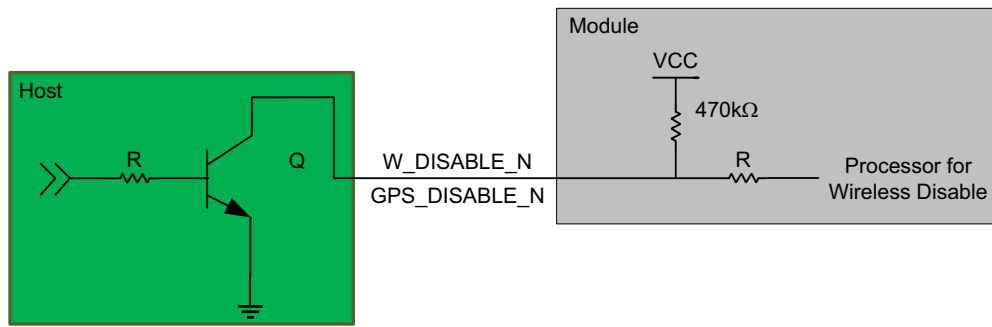 Module
VCC
470kΩ
Host
R
Q
W_DISABLE_N
GPS_DISABLE_N
R
Processor for
Wireless Disable